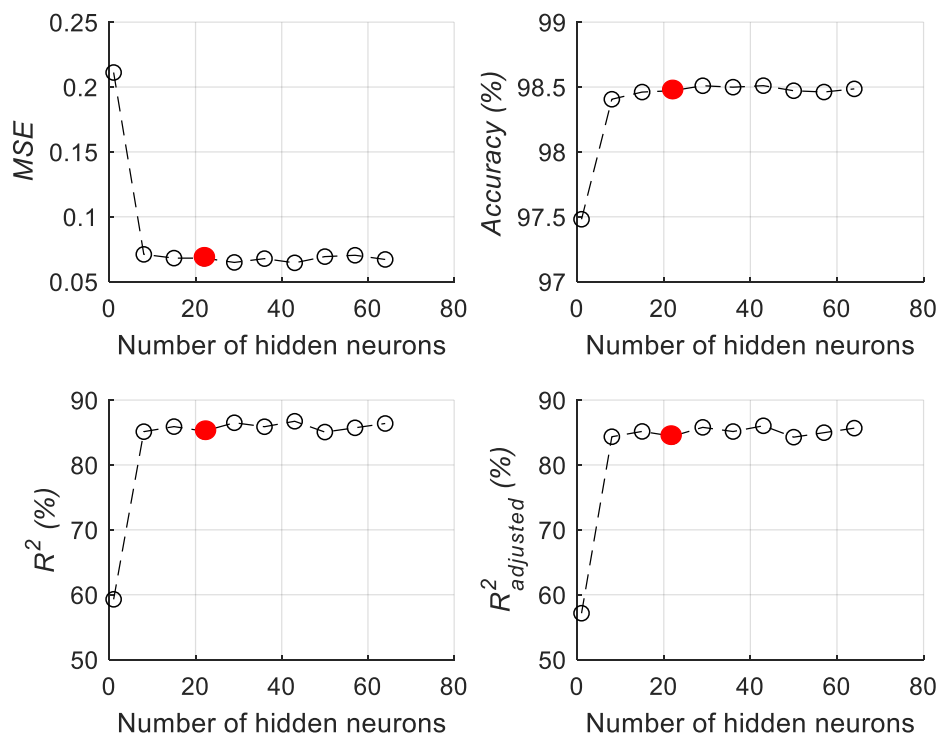 0.25
0.2
0.15
0.1
0.05
MSE
0 20 40 60 80
Number of hidden neurons
99
98.5
98
97.5
97
Accuracy (%)
0 20 40 60 80
Number of hidden neurons
90
80
70
60
50
R² (%)
0 20 40 60 80
Number of hidden neurons
90
80
70
60
50
R²adjusted (%)
0 20 40 60 80
Number of hidden neurons